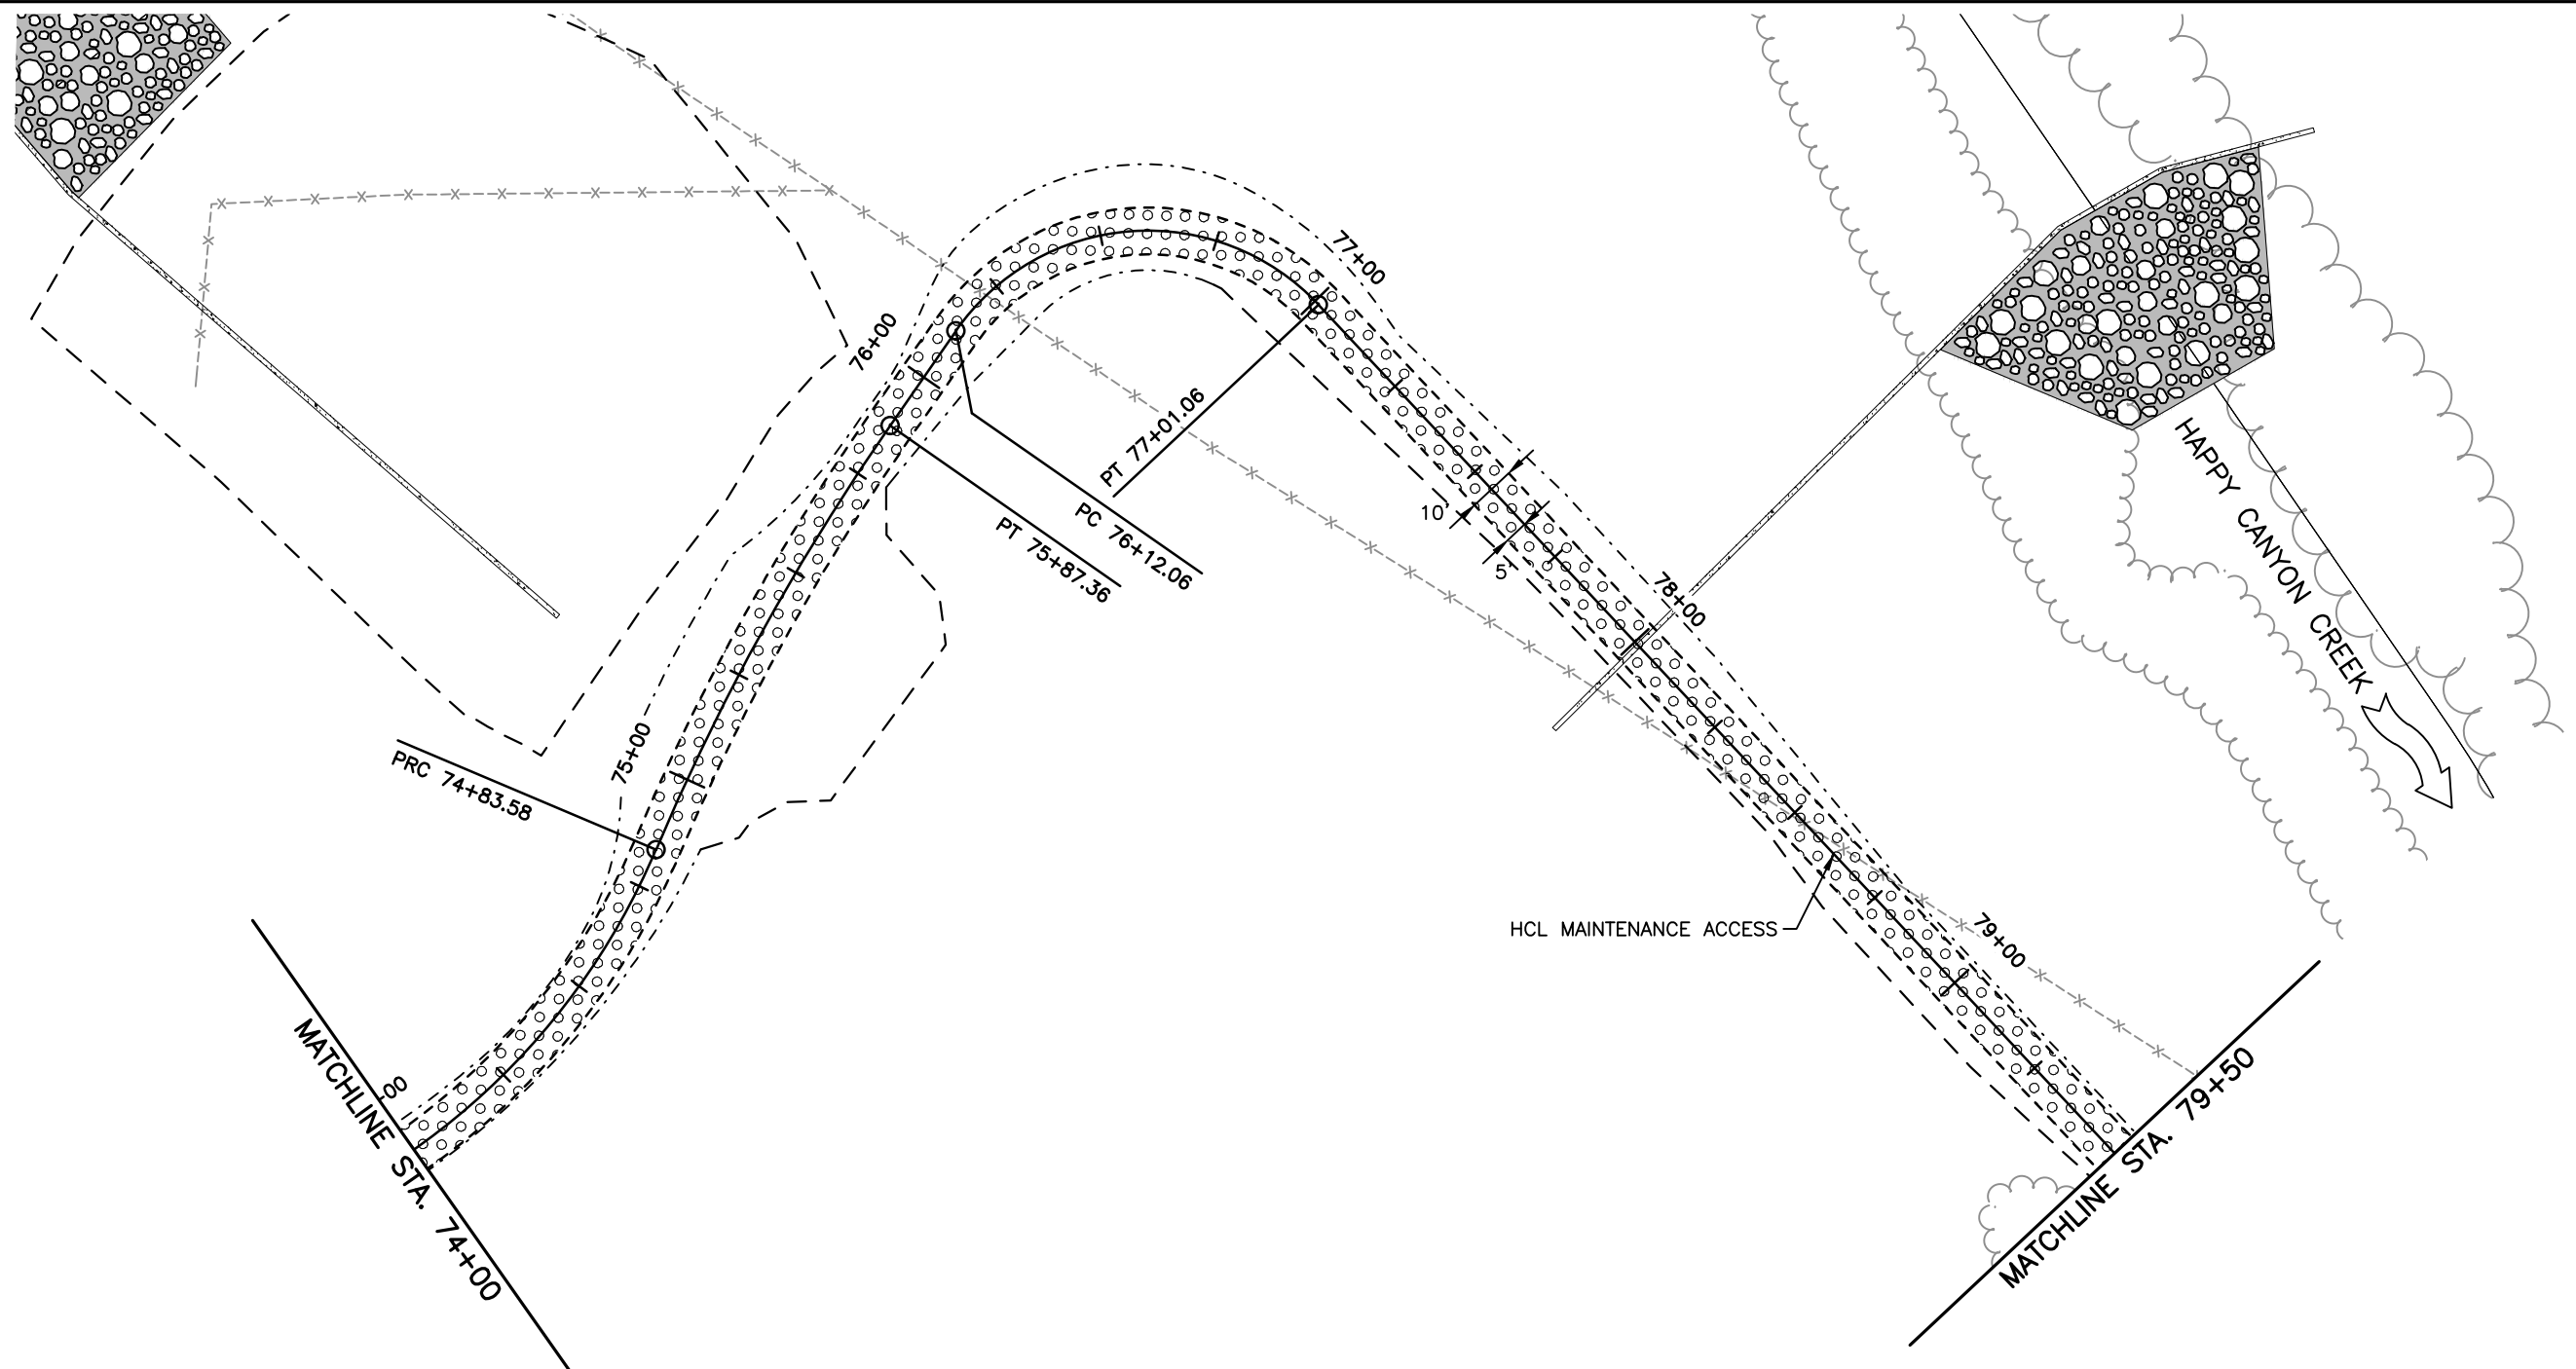 77+00
76+00
PT 77+01.06
PC 76+12.06
PT 75+87.36
10'
5'
78+00
HAPPY CANYON CREEK
75+00
PRC 74+83.58
HCL MAINTENANCE ACCESS
79+00
MATCHLINE STA. 74+00
00
MATCHLINE STA. 79+50